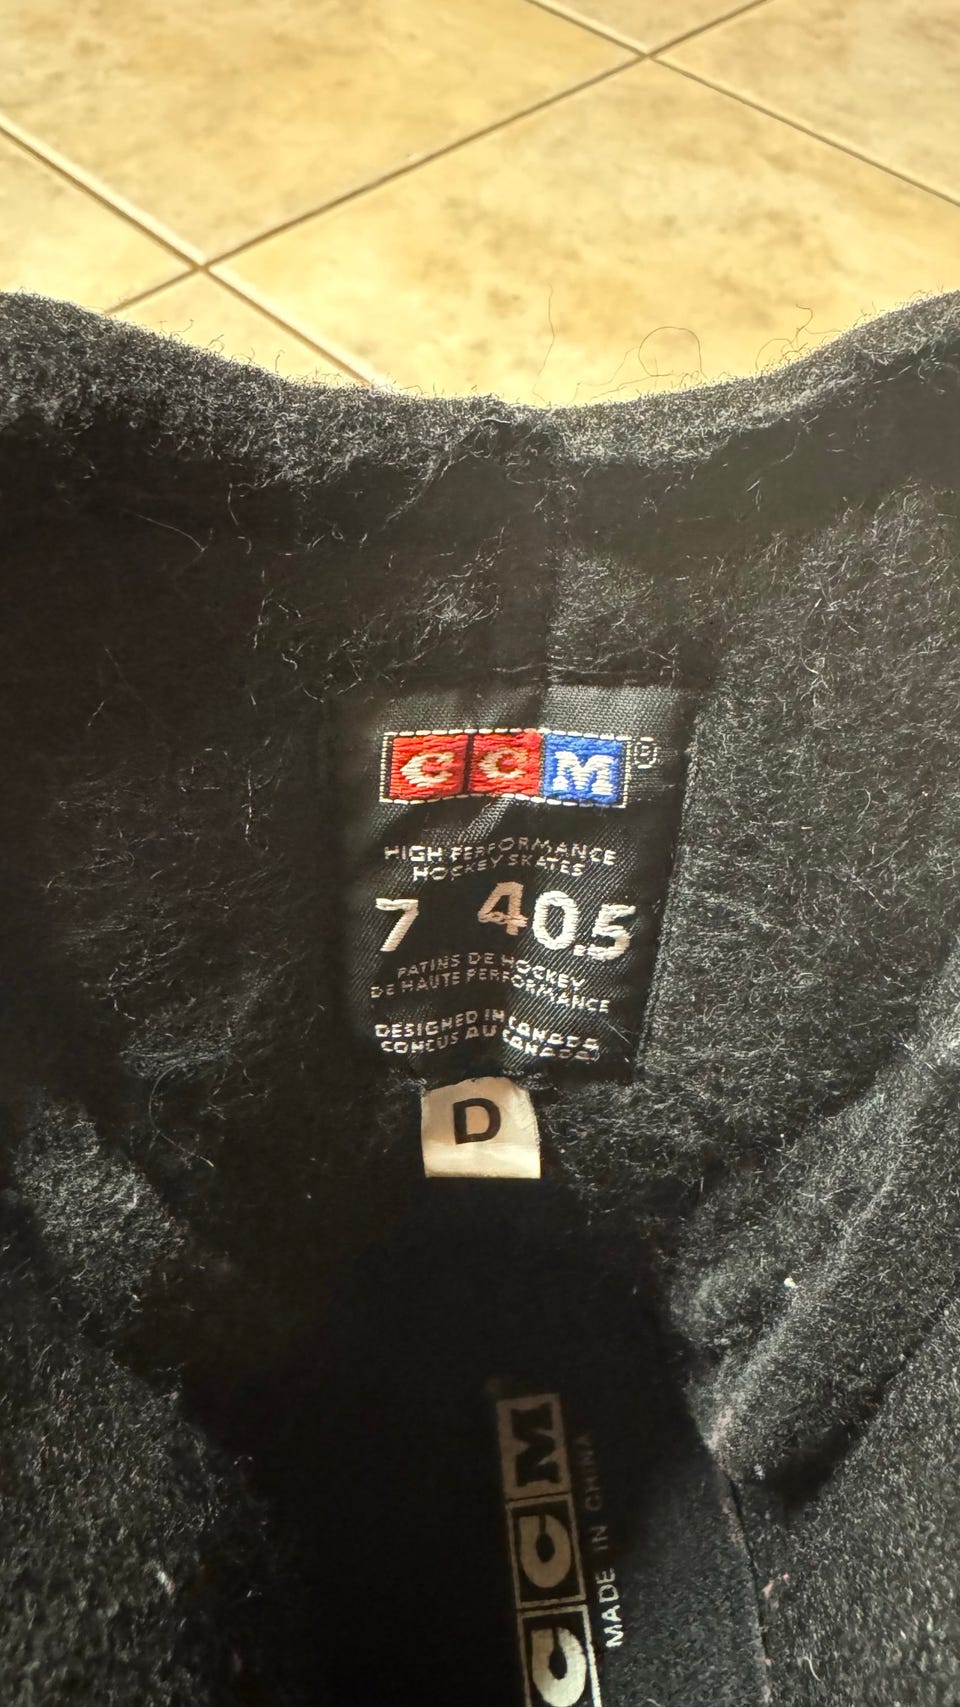 CCM®
HIGH PERFORMANCE
HOCKEY SKATES
7 40.5
PATINS DE HOCKEY
DE HAUTE PERFORMANCE
DESIGNED IN CANADA
CONCUS AU CANADA
D
CCM
MADE IN CHINA